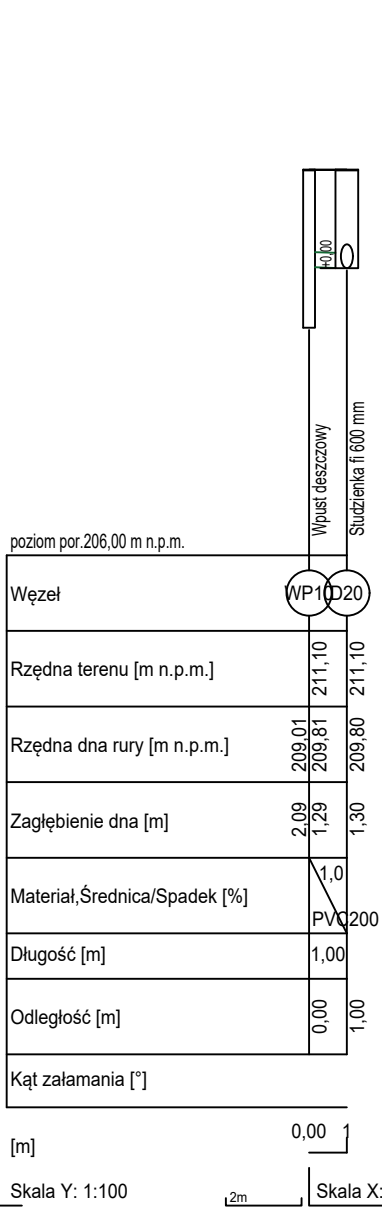 +0,00
Wpust deszczowy
Studzienka fi 600 mm
poziom por.206,00 m n.p.m.
Węzeł
D20
Rzędna terenu [m n.p.m.]
211,10
211,10
Rzędna dna rury [m n.p.m.]
209,01
209,81
209,80
Zagłębienie dna [m]
2,09
1,29
1,30
Materiał,Średnica/Spadek [%]
1,0
PVC200
Długość [m]
1,00
Odległość [m]
0,00
1,00
Kąt załamania [°]
[m]
0,00
1
Skala Y: 1:100
2m
Skala X: